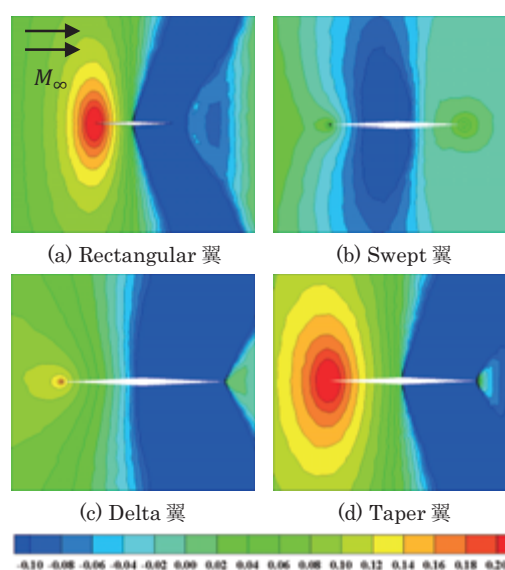 M∞
(a) Rectangular 翼
(b) Swept 翼
(c) Delta 翼
(d) Taper 翼
-0.10 -0.08 -0.06 -0.04 -0.02 0.00 0.02 0.04 0.06 0.08 0.10 0.12 0.14 0.16 0.18 0.20